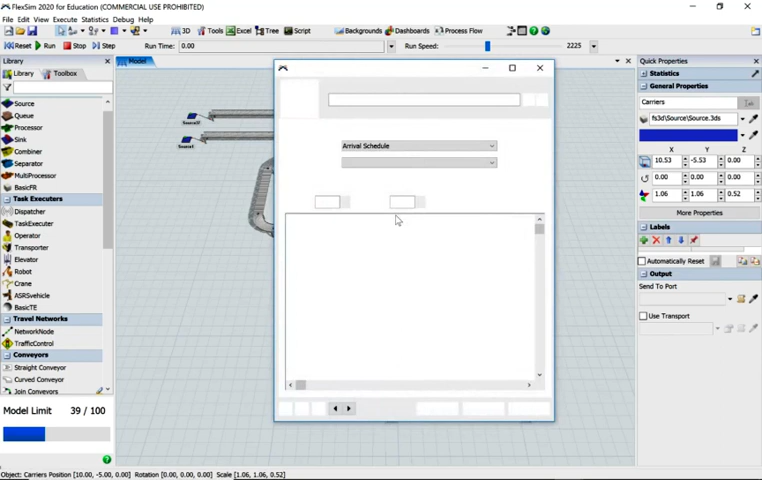 FlexSim 2020 for Education (COMMERCIAL USE PROHIBITED)
File Edit View Execute Statistics Debug Help
3D Tools Excel Tree Script Backgrounds Dashboards Process Flow
Reset Run Stop Step Run Time: 0.00 Run Speed: 2225
Library
Library Toolbox
Source
Queue
Processor
Sink
Combiner
Separator
MultiProcessor
BasicFR
Task Executers
Dispatcher
TaskExecuter
Operator
Transporter
Elevator
Robot
Crane
ASRSvehicle
BasicTE
Travel Networks
NetworkNode
TrafficControl
Conveyors
Straight Conveyor
Curved Conveyor
Join Conveyors
Model Limit 39 / 100
Model
Arrival Schedule
Quick Properties
Statistics
General Properties
Carriers
fs3d\Source\Source.3ds
X Y Z
10.53 -5.53 0.00
0.00 0.00 0.00
1.06 1.06 0.52
More Properties
Labels
Automatically Reset
Output
Send To Port
Use Transport
Object: Carriers Position [10.00, -5.00, 0.00] Rotation [0.00, 0.00, 0.00] Scale [1.06, 1.06, 0.52]